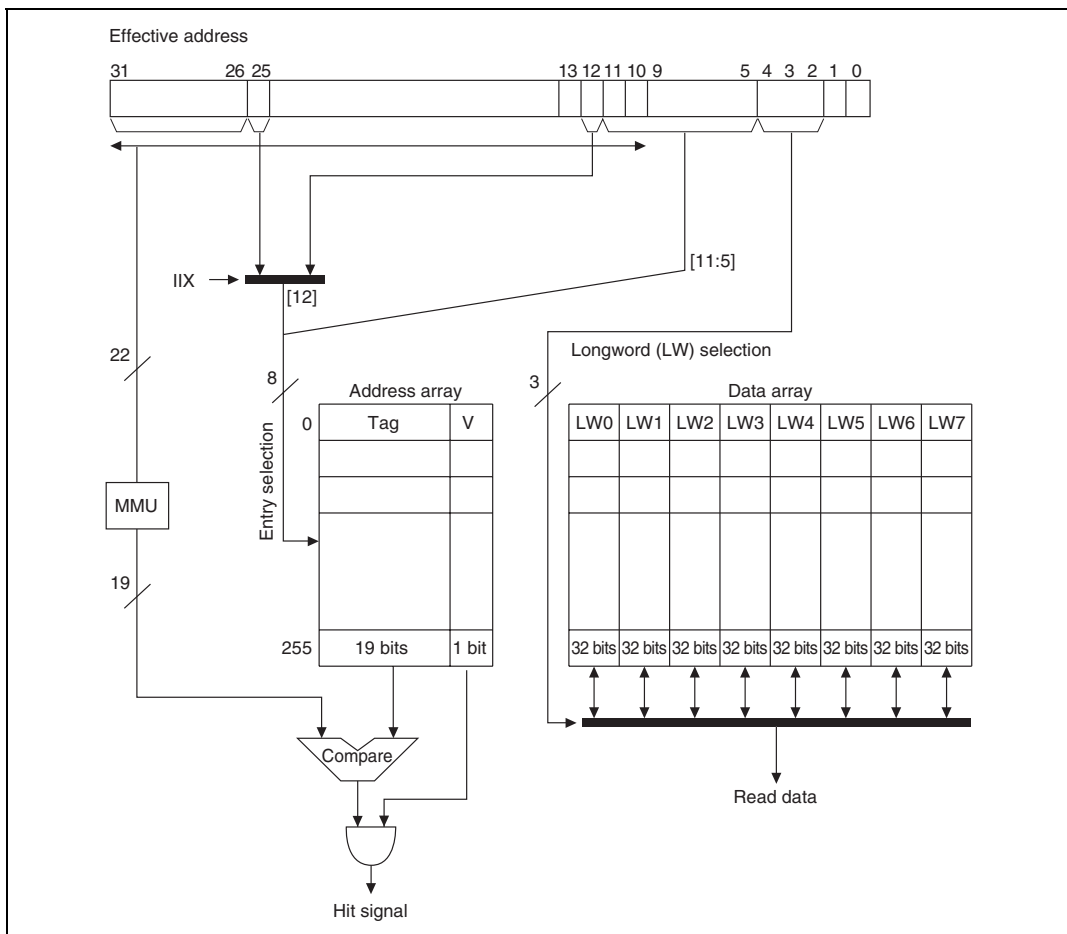 Effective address
31 26 25 13 12 11 10 9 5 4 3 2 1 0
IIX
[12]
[11:5]
22
8
3
Longword (LW) selection
Address array
Data array
Entry selection
0
Tag V
LW0 LW1 LW2 LW3 LW4 LW5 LW6 LW7
MMU
19
255
19 bits 1 bit
32 bits 32 bits 32 bits 32 bits 32 bits 32 bits 32 bits 32 bits
Compare
Read data
Hit signal